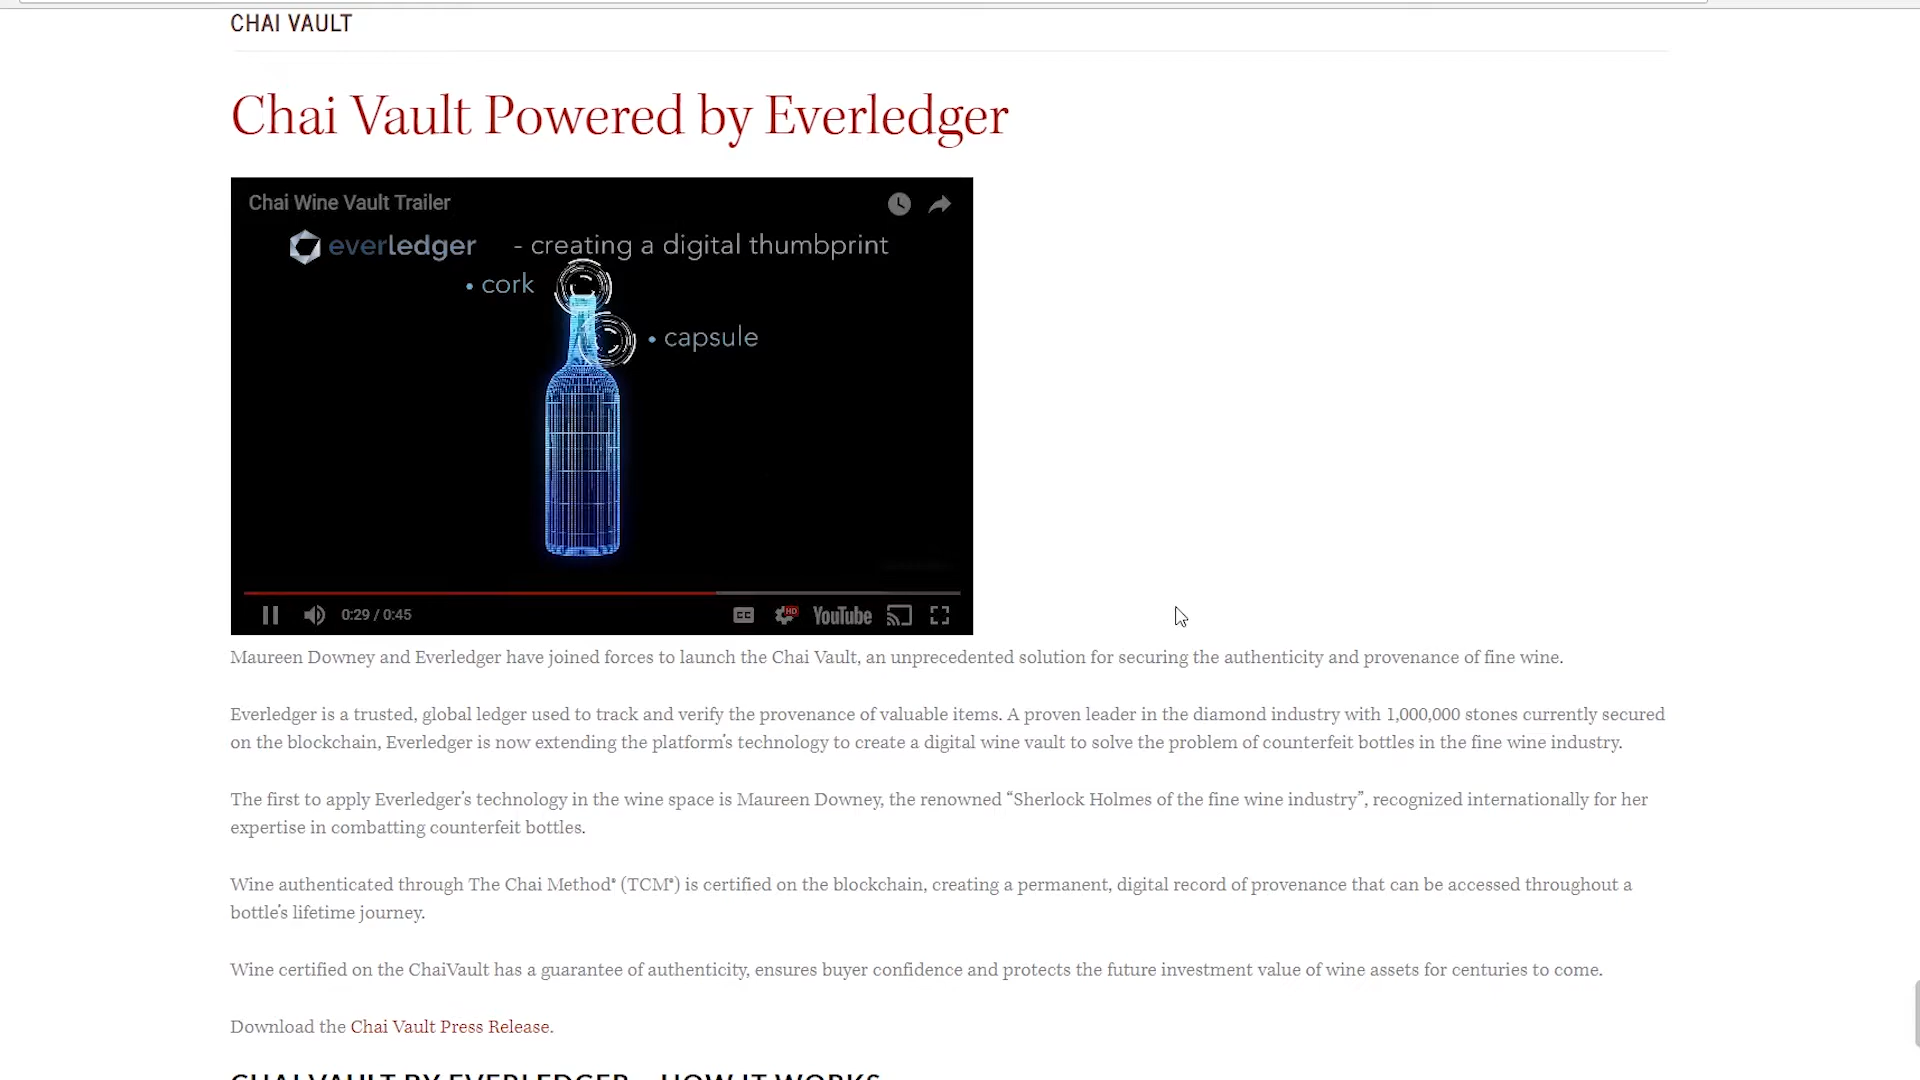 CHAI VAULT
Chai Vault Powered by Everledger
Chai Wine Vault Trailer
everledger - creating a digital thumbprint
• cork
• capsule
0:29 / 0:45 CC HD YouTube
Maureen Downey and Everledger have joined forces to launch the Chai Vault, an unprecedented solution for securing the authenticity and provenance of fine wine.
Everledger is a trusted, global ledger used to track and verify the provenance of valuable items. A proven leader in the diamond industry with 1,000,000 stones currently secured
on the blockchain, Everledger is now extending the platform's technology to create a digital wine vault to solve the problem of counterfeit bottles in the fine wine industry.
The first to apply Everledger's technology in the wine space is Maureen Downey, the renowned “Sherlock Holmes of the fine wine industry”, recognized internationally for her
expertise in combatting counterfeit bottles.
Wine authenticated through The Chai Method® (TCM®) is certified on the blockchain, creating a permanent, digital record of provenance that can be accessed throughout a
bottle's lifetime journey.
Wine certified on the ChaiVault has a guarantee of authenticity, ensures buyer confidence and protects the future investment value of wine assets for centuries to come.
Download the Chai Vault Press Release.
CHAI VAULT BY EVERLEDGER – HOW IT WORKS